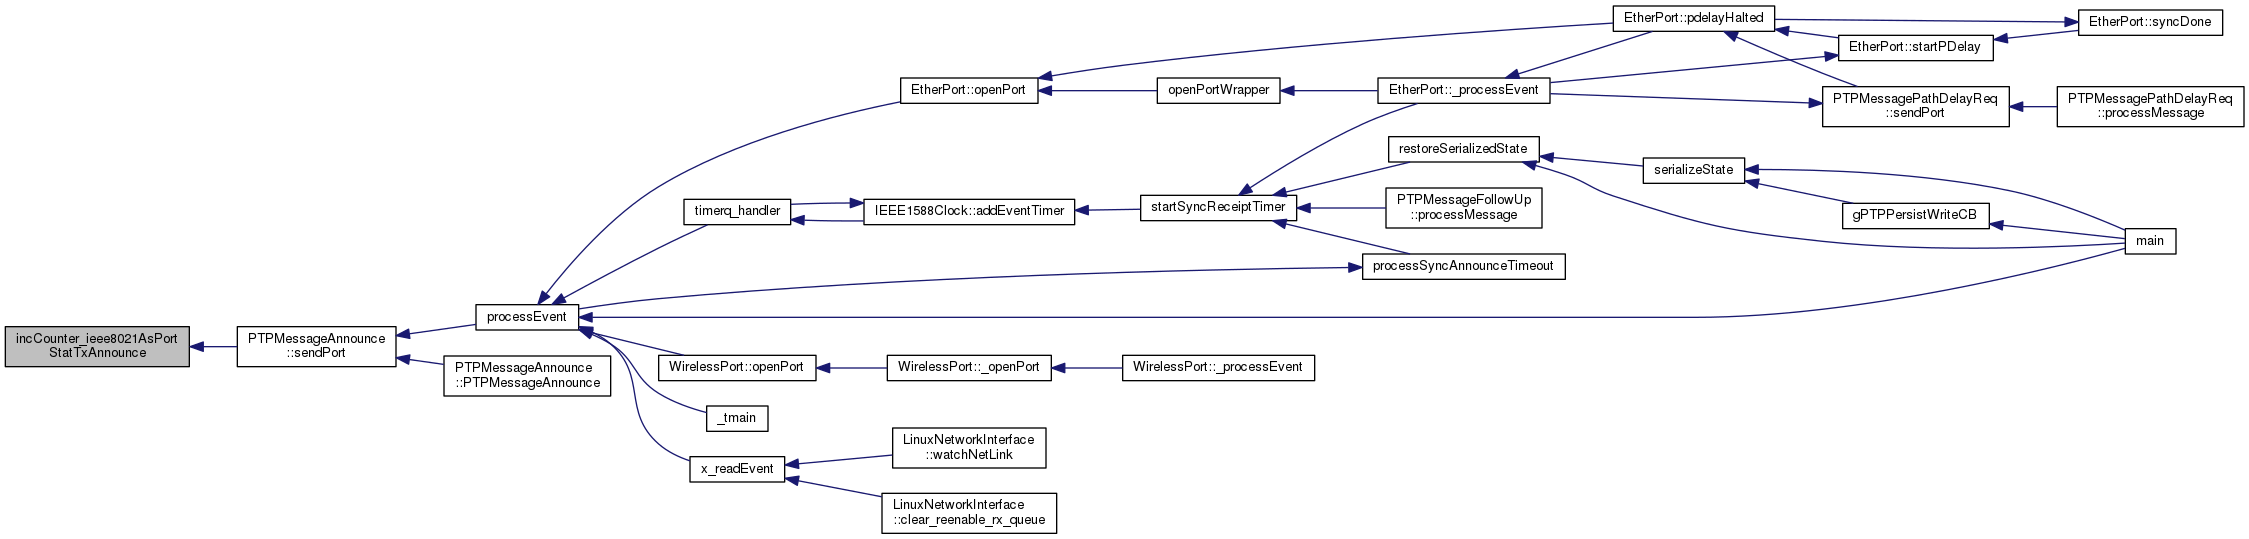 incCounter_ieee8021AsPort
StatTxAnnounce
PTPMessageAnnounce
::sendPort
processEvent
PTPMessageAnnounce
::PTPMessageAnnounce
EtherPort::openPort
timerq_handler
WirelessPort::openPort
_tmain
x_readEvent
openPortWrapper
IEEE1588Clock::addEventTimer
WirelessPort::_openPort
LinuxNetworkInterface
::watchNetLink
LinuxNetworkInterface
::clear_reenable_rx_queue
startSyncReceiptTimer
WirelessPort::_processEvent
EtherPort::_processEvent
restoreSerializedState
PTPMessageFollowUp
::processMessage
processSyncAnnounceTimeout
EtherPort::pdelayHalted
serializeState
EtherPort::startPDelay
PTPMessagePathDelayReq
::sendPort
gPTPPersistWriteCB
EtherPort::syncDone
PTPMessagePathDelayReq
::processMessage
main